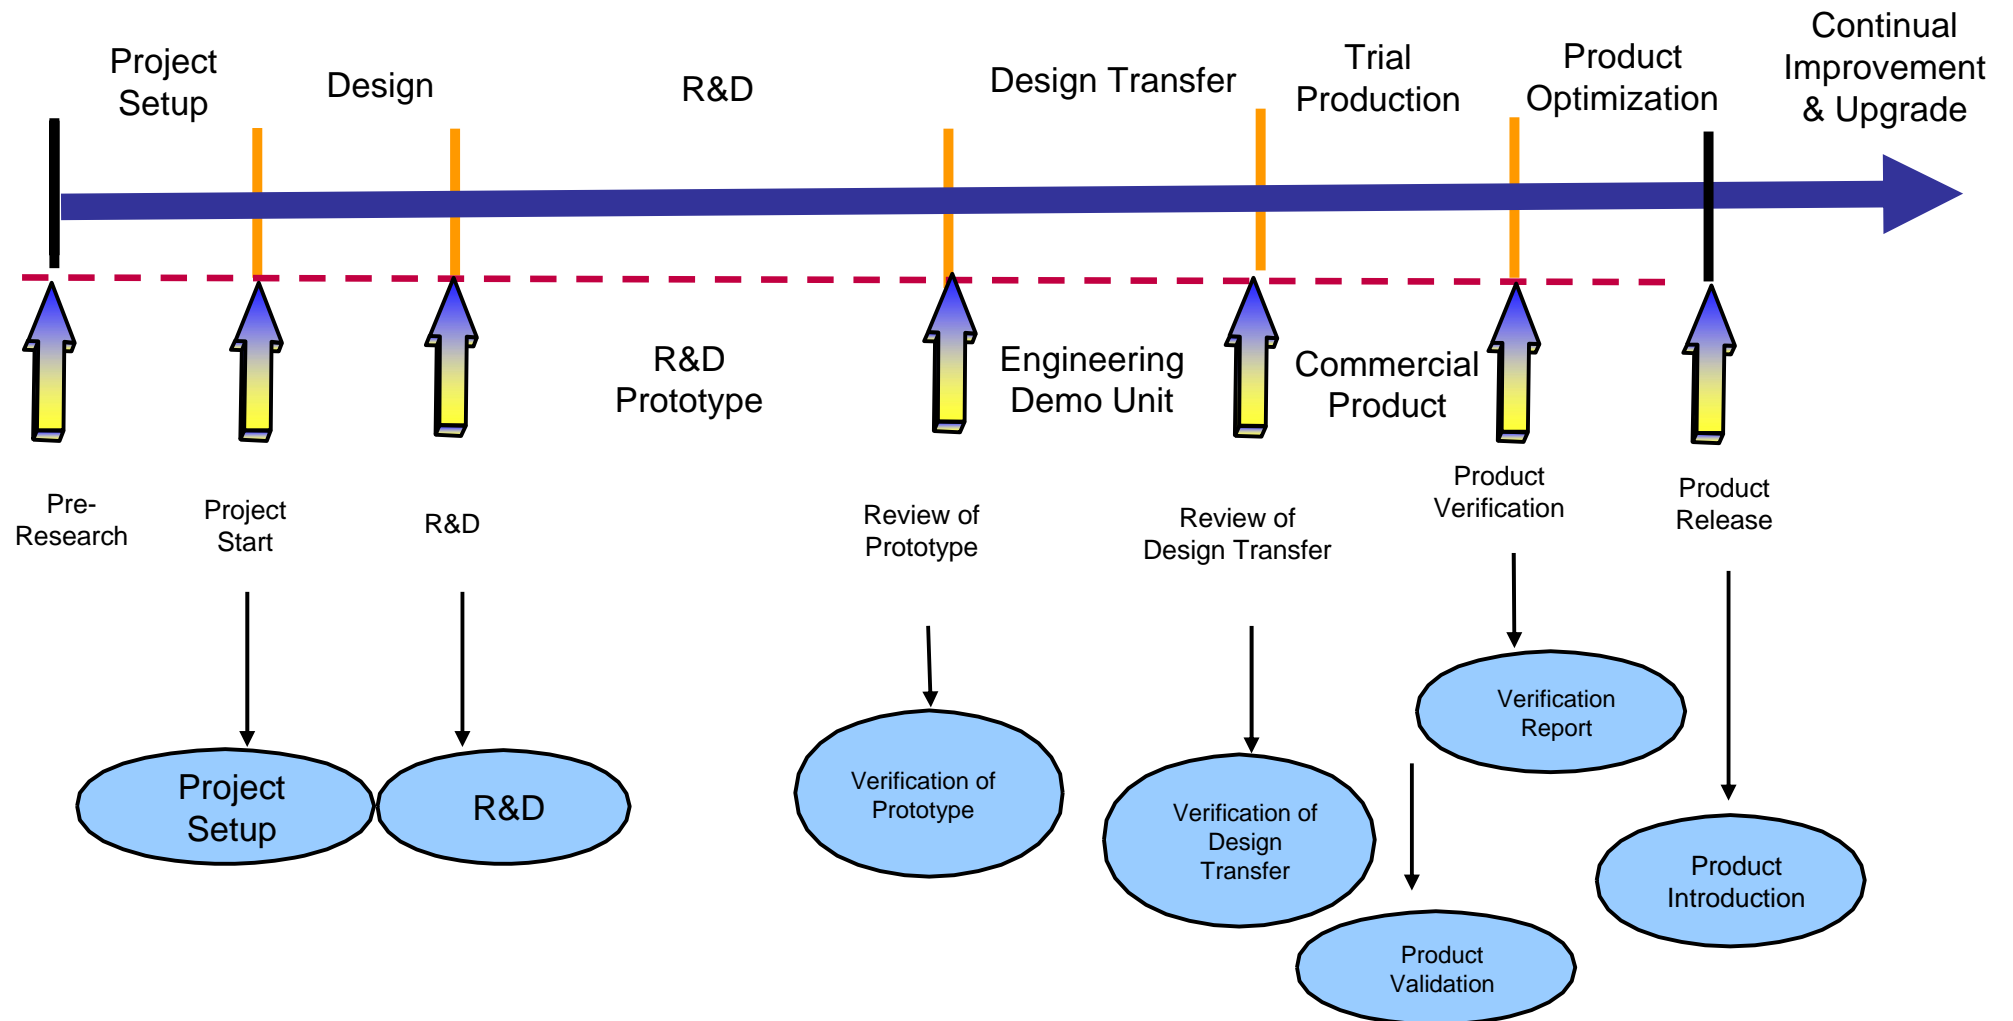 Project
Setup
Design
R&D
Design Transfer
Trial
Production
Product
Optimization
Continual
Improvement
& Upgrade
R&D
Prototype
Engineering
Demo Unit
Commercial
Product
Pre-
Research
Project
Start
R&D
Review of
Prototype
Review of
Design Transfer
Product
Verification
Product
Release
Project
Setup
R&D
Verification of
Prototype
Verification of
Design
Transfer
Verification
Report
Product
Validation
Product
Introduction